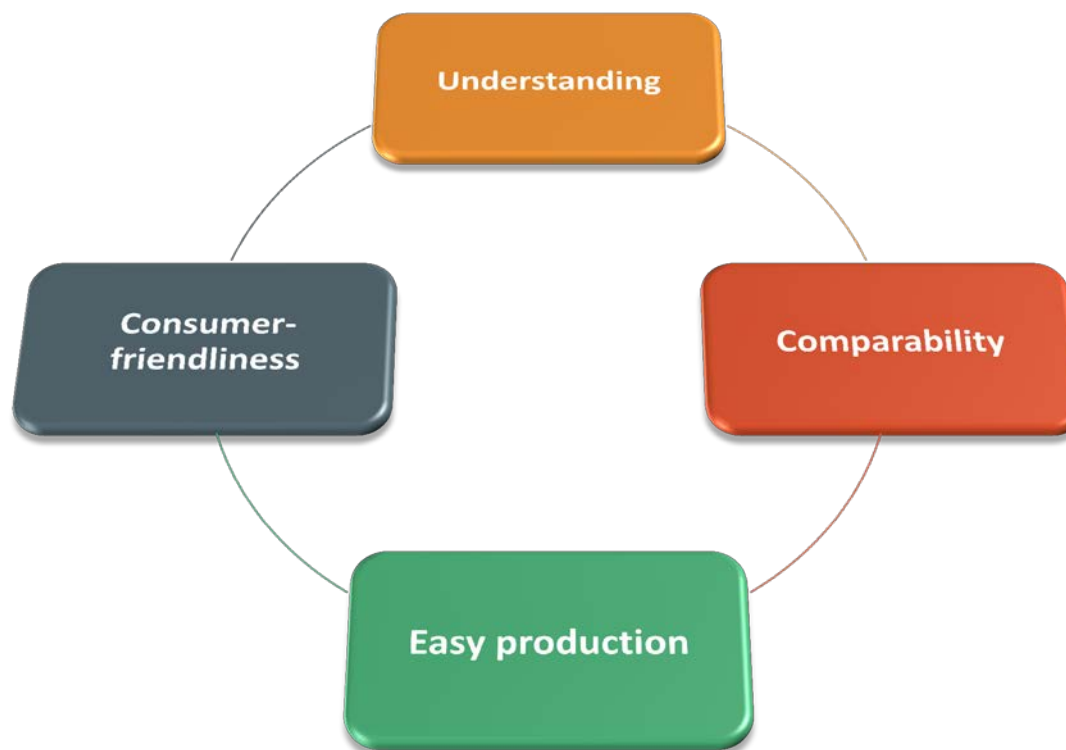 Understanding
Consumer-
friendliness
Comparability
Easy production